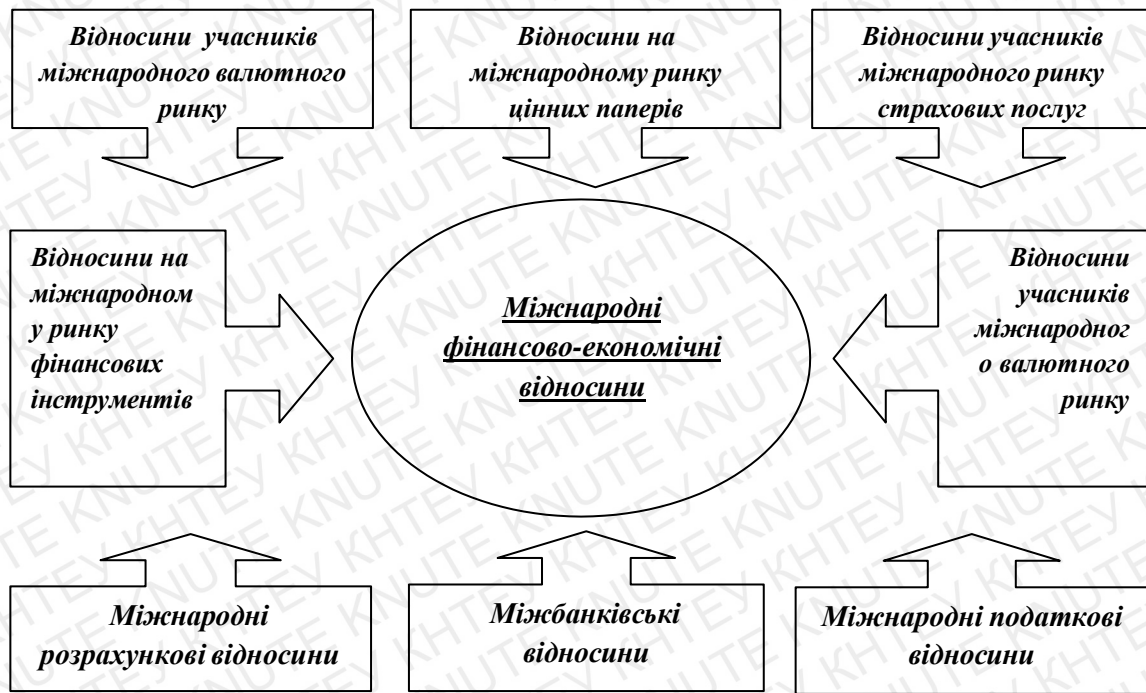 Відносини учасників
міжнародного валютного
ринку
Відносини на
міжнародному ринку
цінних паперів
Відносини учасників
міжнародного ринку
страхових послуг
Відносини на
міжнародном
у ринку
фінансових
інструментів
Міжнародні
фінансово-економічні
відносини
Відносини
учасників
міжнародног
о валютного
ринку
Міжнародні
розрахункові відносини
Міжбанківські
відносини
Міжнародні податкові
відносини
KNUTE КНТЕУ